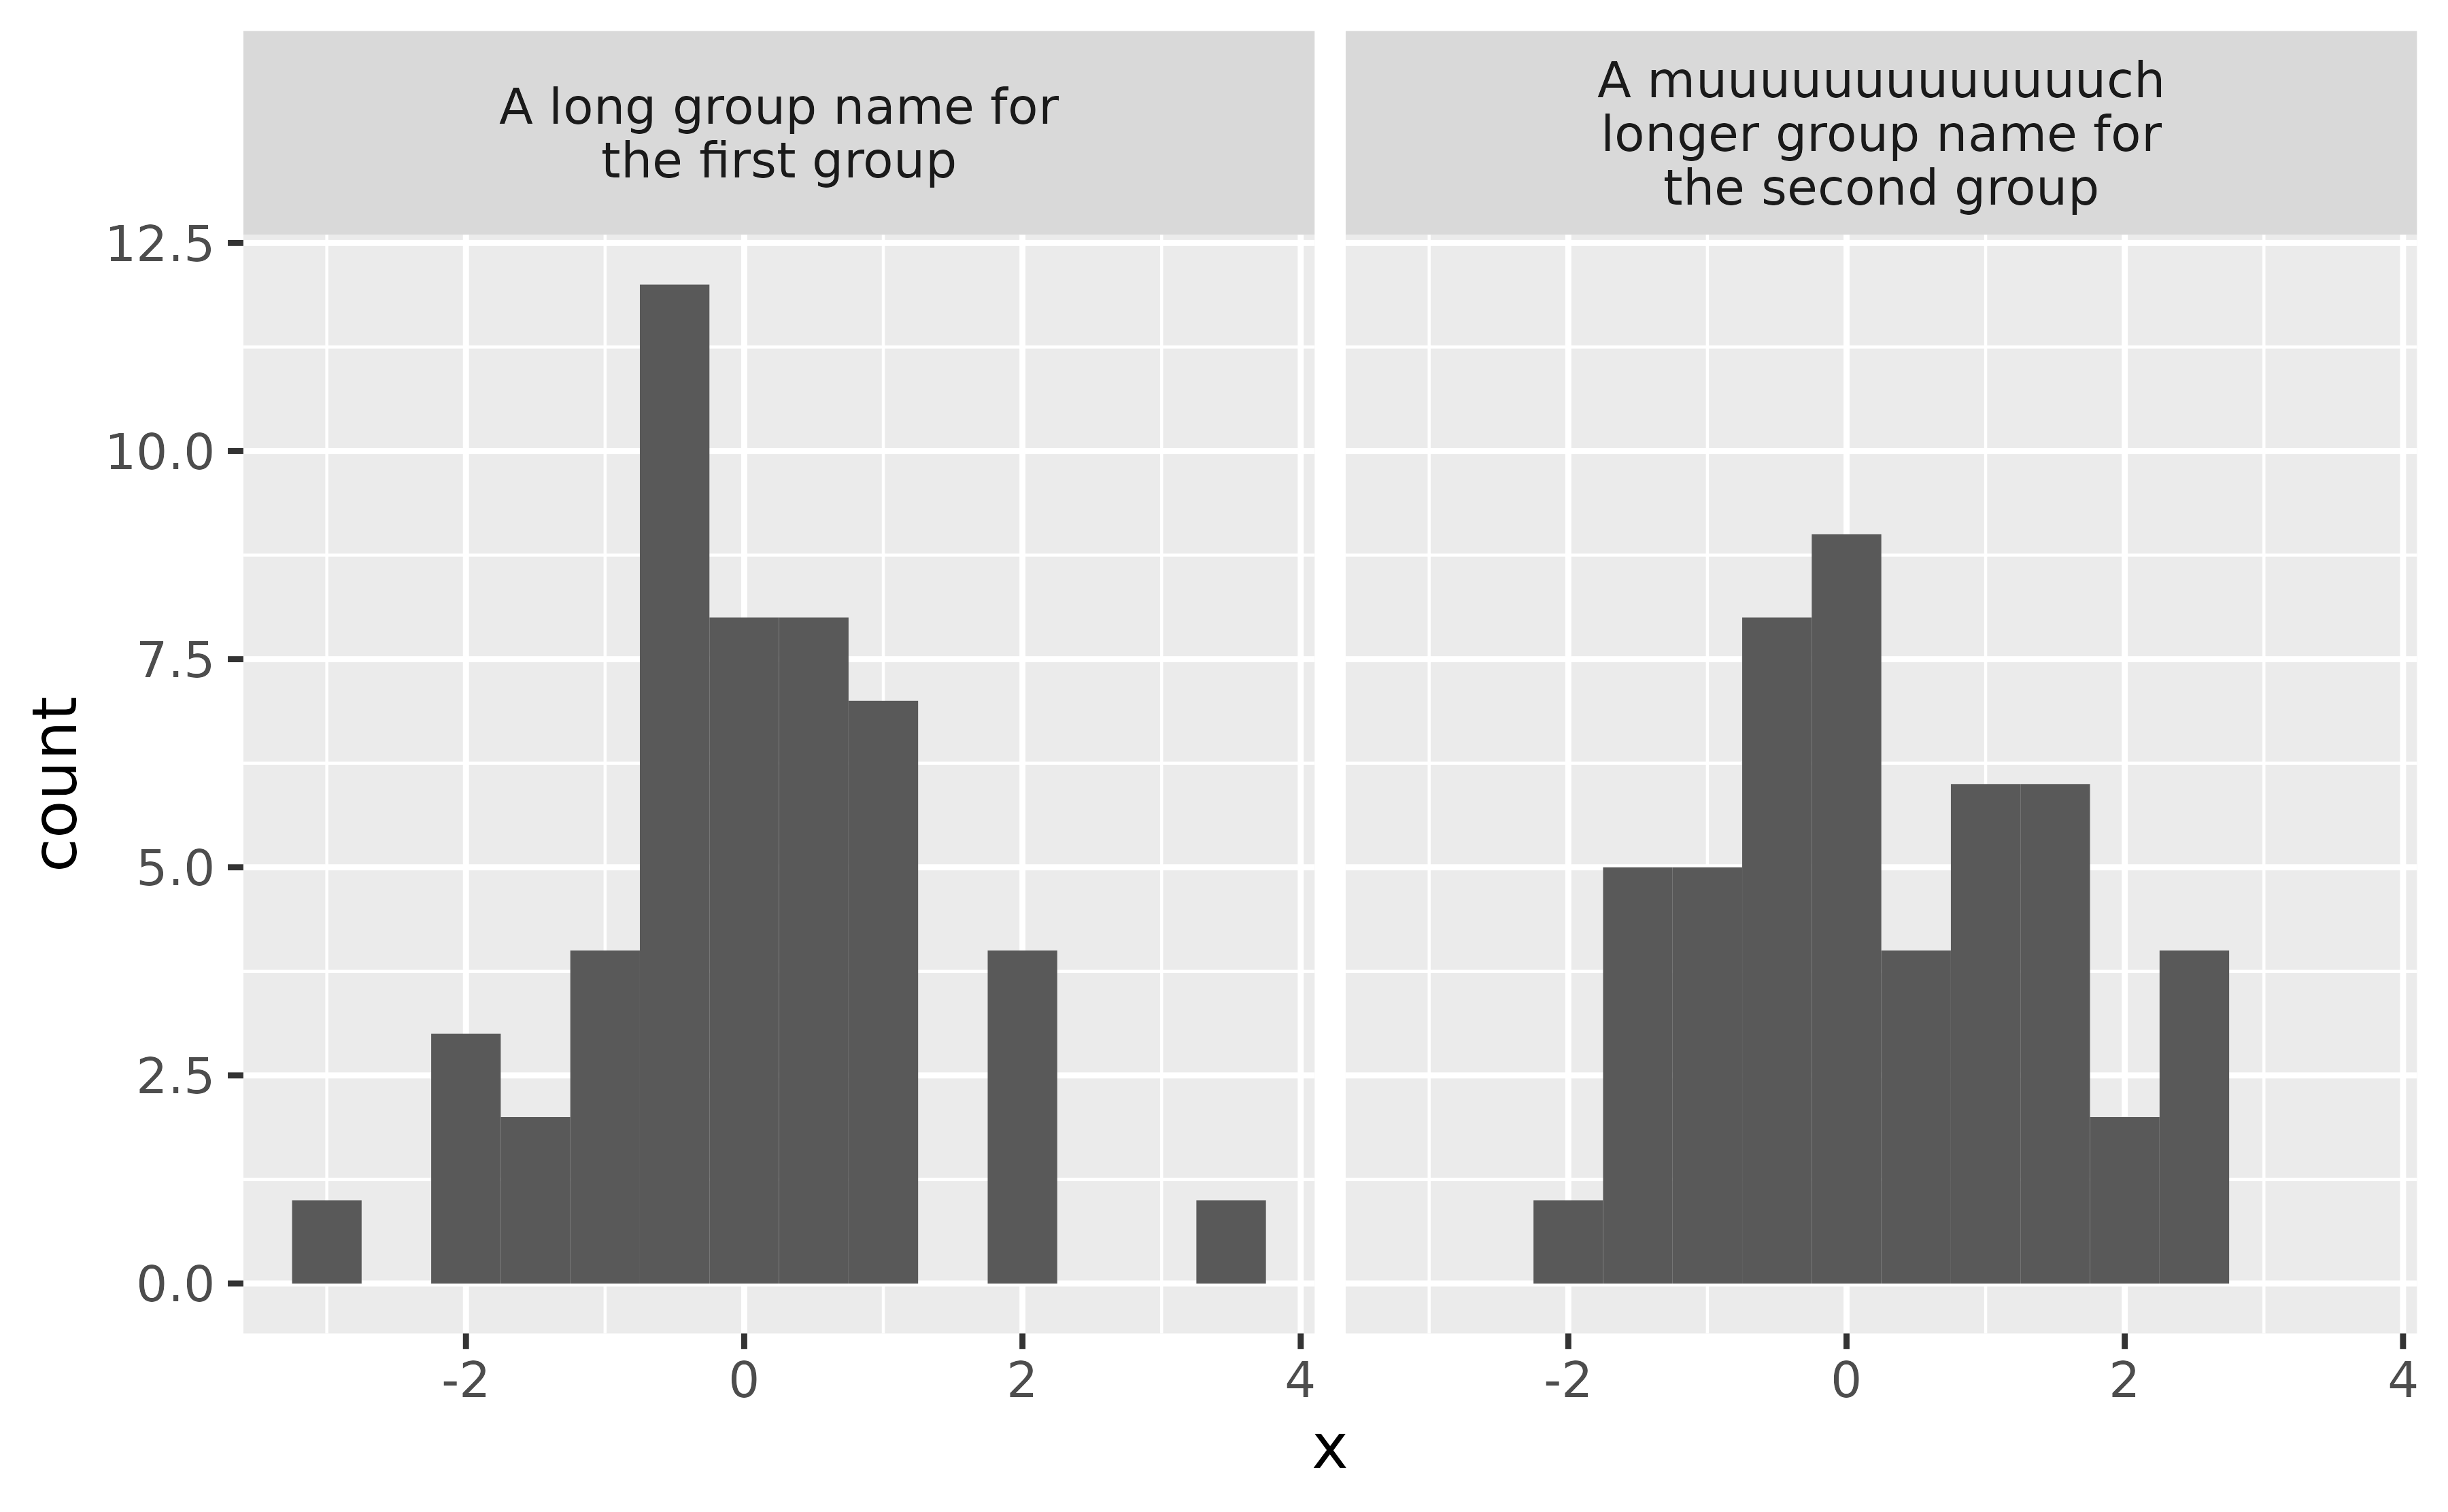 A long group name for
the first group
A muuuuuuuuuuuuuuch
longer group name for
the second group
12.5
10.0
7.5
5.0
2.5
0.0
count
-2 0 2 4
-2 0 2 4
x